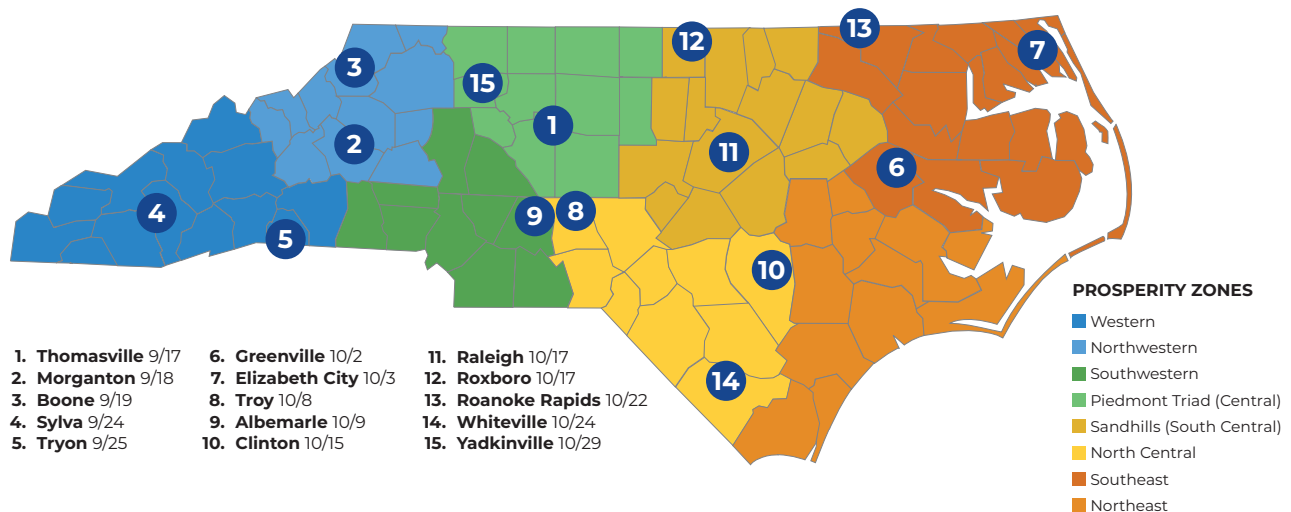 13
12
7
3
15
1
2
11
6
4
9
8
5
10
14
PROSPERITY ZONES
Western
Northwestern
Southwestern
Piedmont Triad (Central)
Sandhills (South Central)
North Central
Southeast
Northeast
1. Thomasville 9/17
2. Morganton 9/18
3. Boone 9/19
4. Sylva 9/24
5. Tryon 9/25
6. Greenville 10/2
7. Elizabeth City 10/3
8. Troy 10/8
9. Albemarle 10/9
10. Clinton 10/15
11. Raleigh 10/17
12. Roxboro 10/17
13. Roanoke Rapids 10/22
14. Whiteville 10/24
15. Yadkinville 10/29